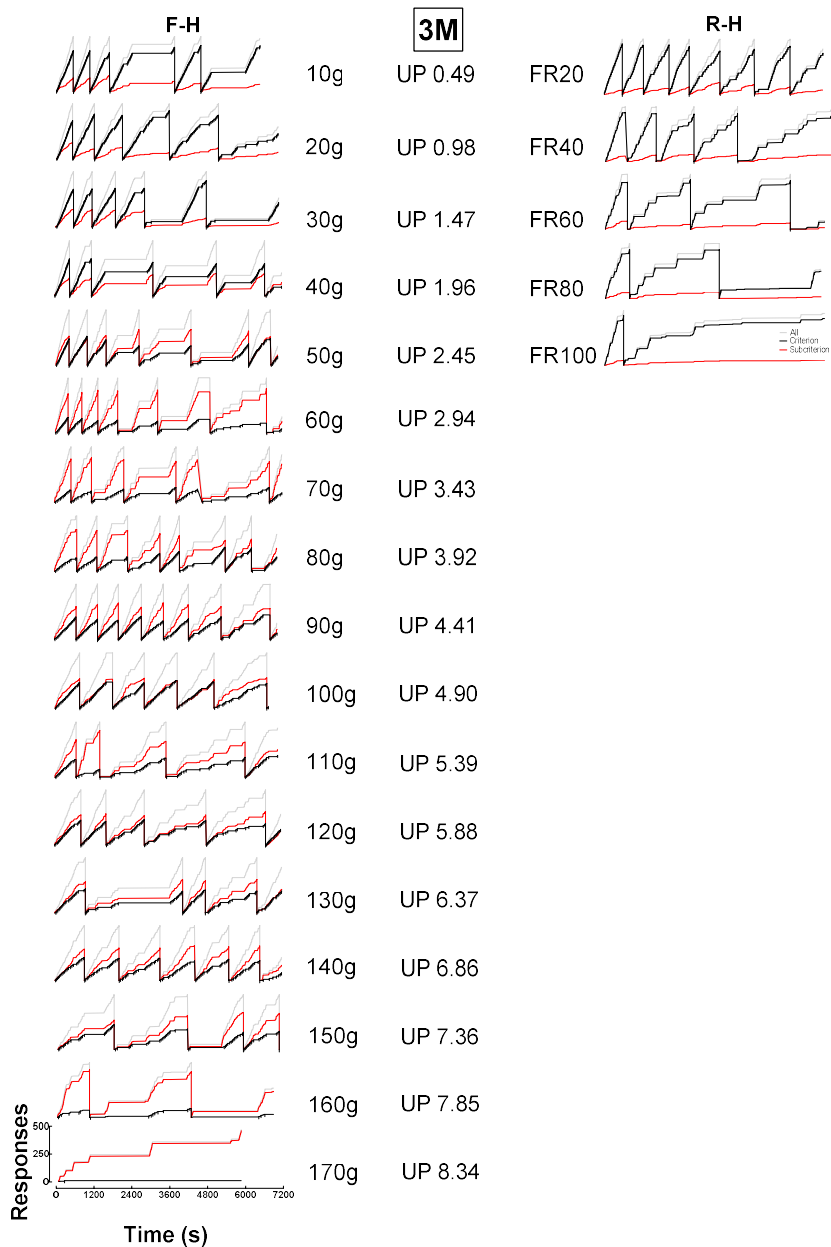 F-H 3M R-H
10g UP 0.49 FR20
20g UP 0.98 FR40
30g UP 1.47 FR60
40g UP 1.96 FR80
All
Criterion
Subcriterion
50g UP 2.45 FR100
60g UP 2.94
70g UP 3.43
80g UP 3.92
90g UP 4.41
100g UP 4.90
110g UP 5.39
120g UP 5.88
130g UP 6.37
140g UP 6.86
150g UP 7.36
160g UP 7.85
170g UP 8.34
Responses
500
250
0
0 1200 2400 3600 4800 6000 7200
Time (s)